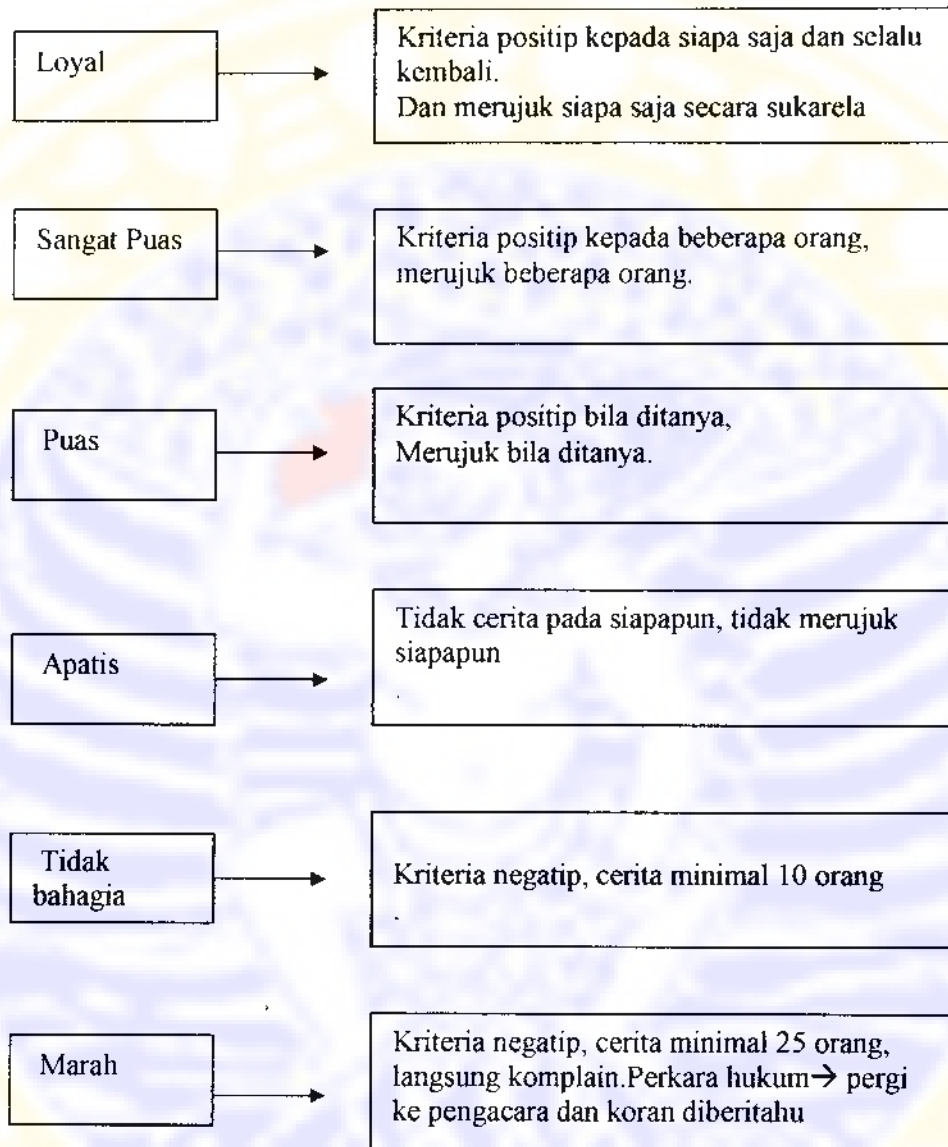 Loyal
Kriteria positip kepada siapa saja dan selalu
kembali.
Dan merujuk siapa saja secara sukarela
Sangat Puas
Kriteria positip kepada beberapa orang,
merujuk beberapa orang.
Puas
Kriteria positip bila ditanya,
Merujuk bila ditanya.
Apatis
Tidak cerita pada siapapun, tidak merujuk
siapapun
Tidak
bahagia
Kriteria negatip, cerita minimal 10 orang
Marah
Kriteria negatip, cerita minimal 25 orang,
langsung komplain.Perkara hukum→ pergi
ke pengacara dan koran diberitahu